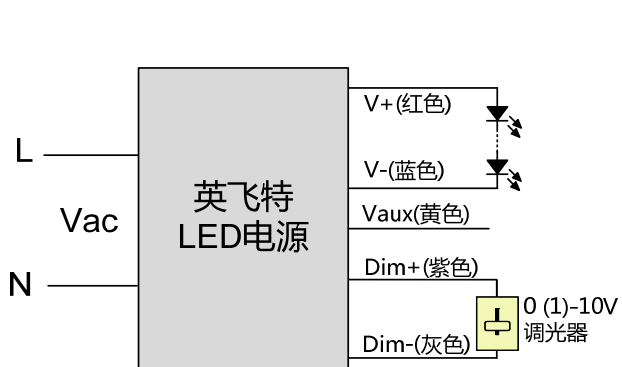 V+(红色)
L
V-(蓝色)
英飞特
Vac
Vaux(黄色)
LED电源
Dim+(紫色)
N
0 (1)-10V
调光器
Dim-(灰色)